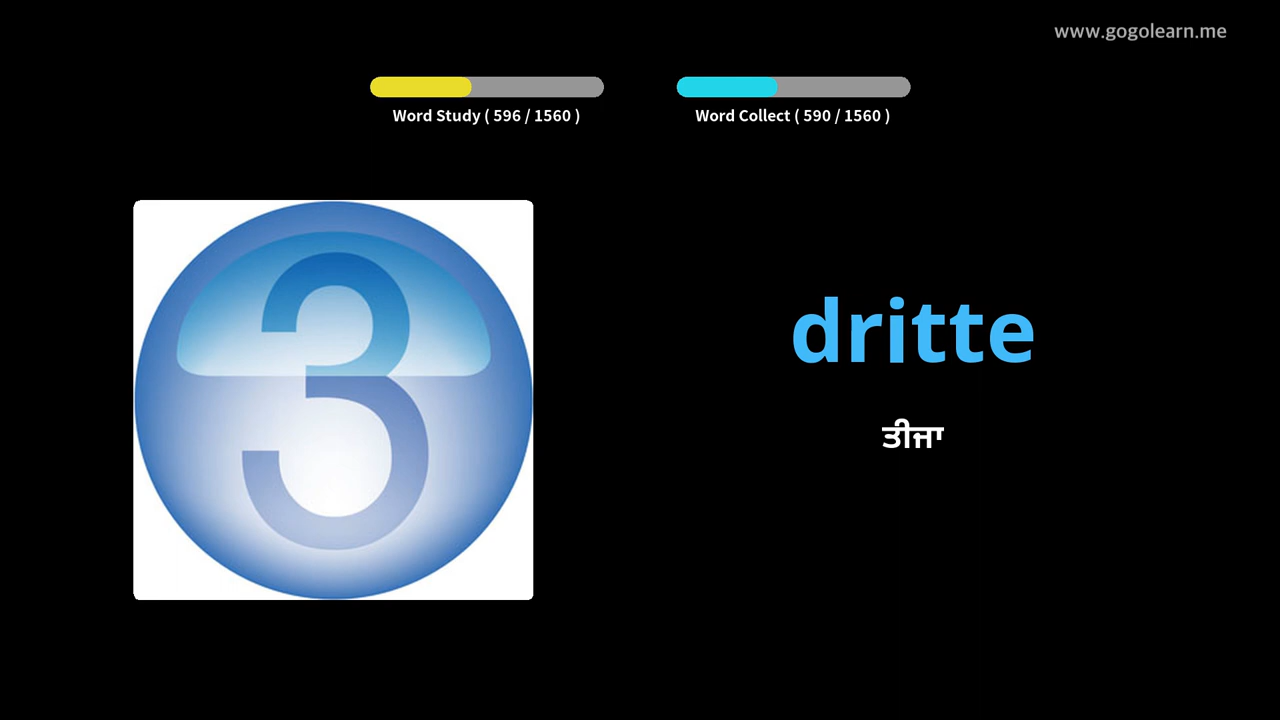 www.gogolearn.me
Word Study ( 596 / 1560 )
Word Collect ( 590 / 1560 )
3
dritte
ਤੀਜਾ